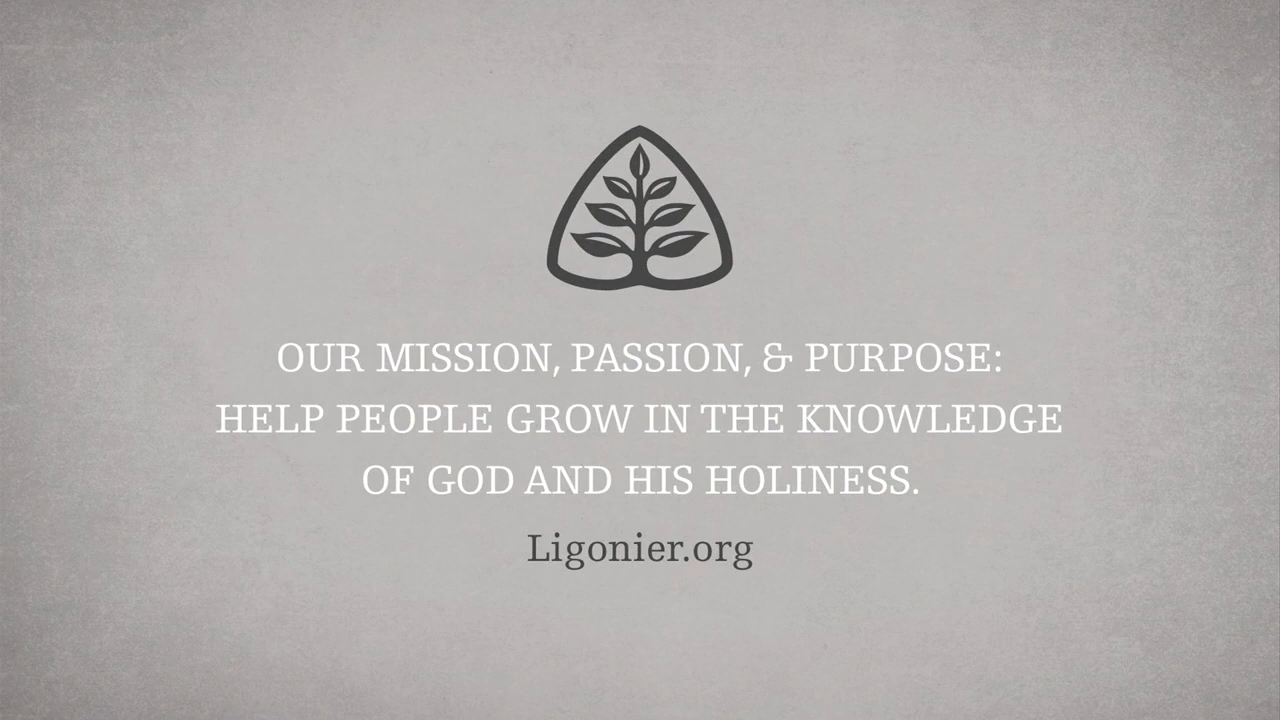 OUR MISSION, PASSION, & PURPOSE:
HELP PEOPLE GROW IN THE KNOWLEDGE
OF GOD AND HIS HOLINESS.
Ligonier.org